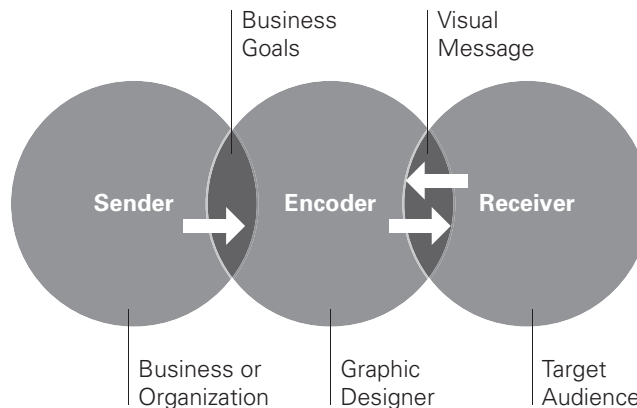 Business
Goals
Visual
Message
Sender
Encoder
Receiver
Business or
Organization
Graphic
Designer
Target
Audience